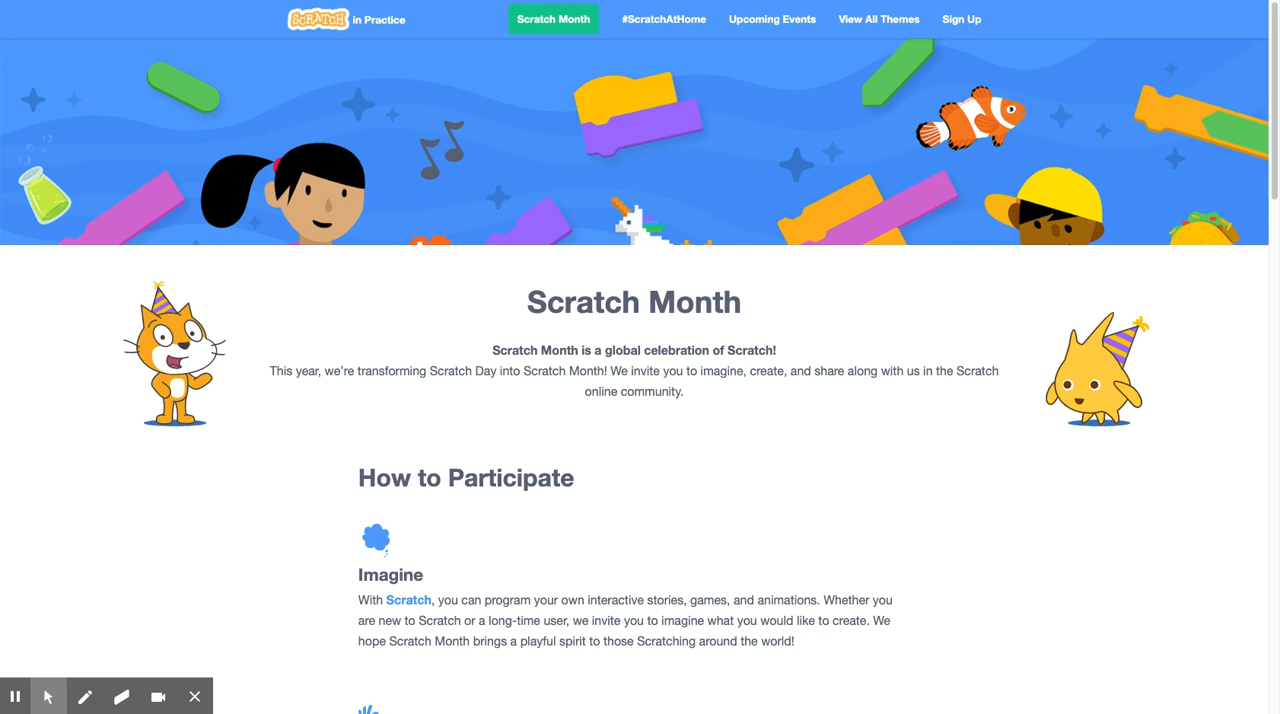 SCRATCH in Practice
Scratch Month
#ScratchAtHome
Upcoming Events
View All Themes
Sign Up
Scratch Month
Scratch Month is a global celebration of Scratch!
This year, we're transforming Scratch Day into Scratch Month! We invite you to imagine, create, and share along with us in the Scratch
online community.
How to Participate
Imagine
With Scratch, you can program your own interactive stories, games, and animations. Whether you
are new to Scratch or a long-time user, we invite you to imagine what you would like to create. We
hope Scratch Month brings a playful spirit to those Scratching around the world!